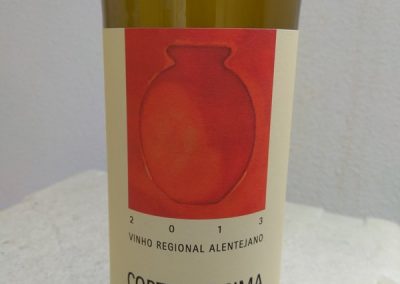 2 0 1 3
VINHO REGIONAL ALENTEJANO